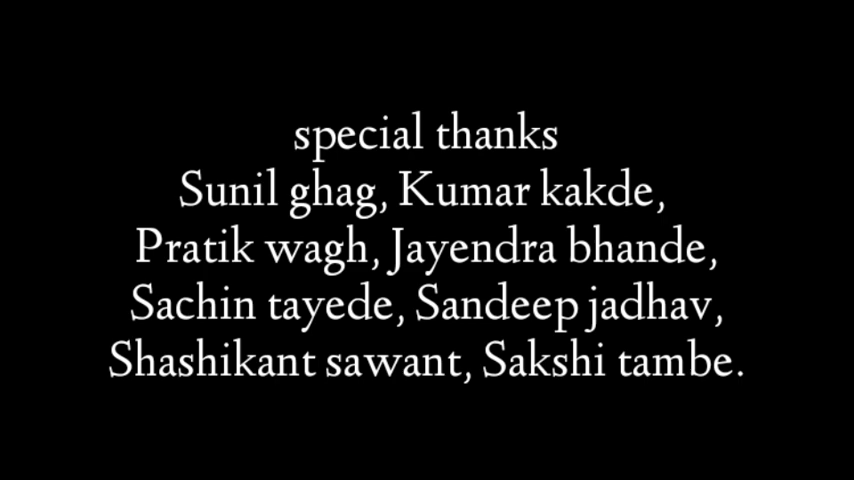 special thanks
Sunil ghag, Kumar kakde,
Pratik wagh, Jayendra bhande,
Sachin tayede, Sandeep jadhav,
Shashikant sawant, Sakshi tambe.